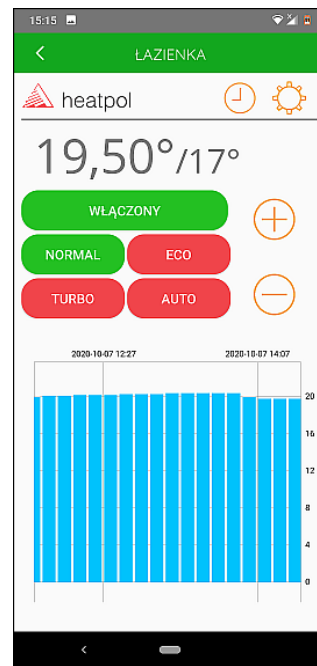 15:15
ŁAZIENKA
heatpol
19,50°/17°
WŁĄCZONY
NORMAL ECO
TURBO AUTO
2020-10-07 12:27 2020-10-07 14:07
20
16
12
8
4
0